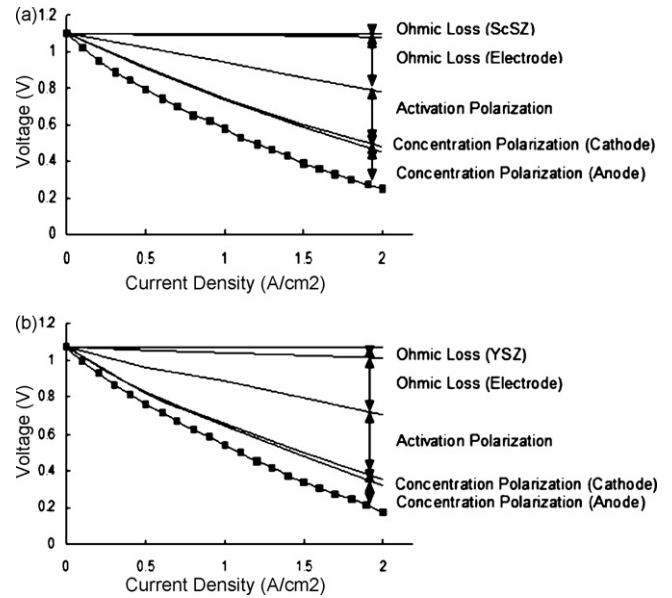 (a)
1.2
1
0.8
0.6
0.4
0.2
0
Voltage (V)
0 0.5 1 1.5 2
Current Density (A/cm2)
Ohmic Loss (ScSZ)
Ohmic Loss (Electrode)
Activation Polarization
Concentration Polarization (Cathode)
Concentration Polarization (Anode)
(b)
1.2
1
0.8
0.6
0.4
0.2
0
Voltage (V)
0 0.5 1 1.5 2
Current Density (A/cm2)
Ohmic Loss (YSZ)
Ohmic Loss (Electrode)
Activation Polarization
Concentration Polarization (Cathode)
Concentration Polarization (Anode)